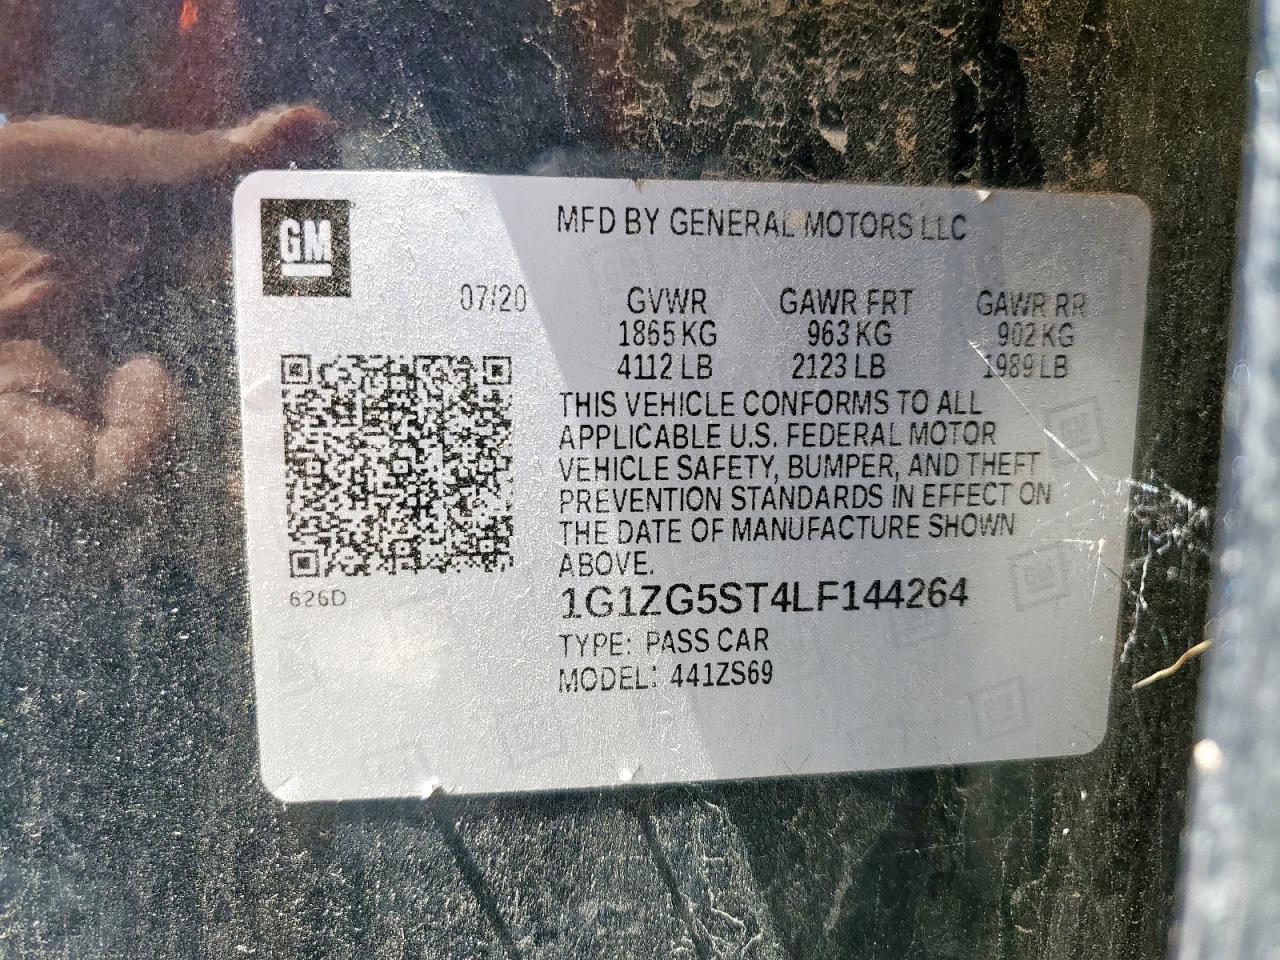 GM
MFD BY GENERAL MOTORS LLC
07/20
GVWR GAWR FRT GAWR RR
1865 KG 963 KG 902 KG
4112 LB 2123 LB 1989 LB
THIS VEHICLE CONFORMS TO ALL
APPLICABLE U.S. FEDERAL MOTOR
VEHICLE SAFETY, BUMPER, AND THEFT
PREVENTION STANDARDS IN EFFECT ON
THE DATE OF MANUFACTURE SHOWN
ABOVE.
626D
1G1ZG5ST4LF144264
TYPE: PASS CAR
MODEL: 441ZS69